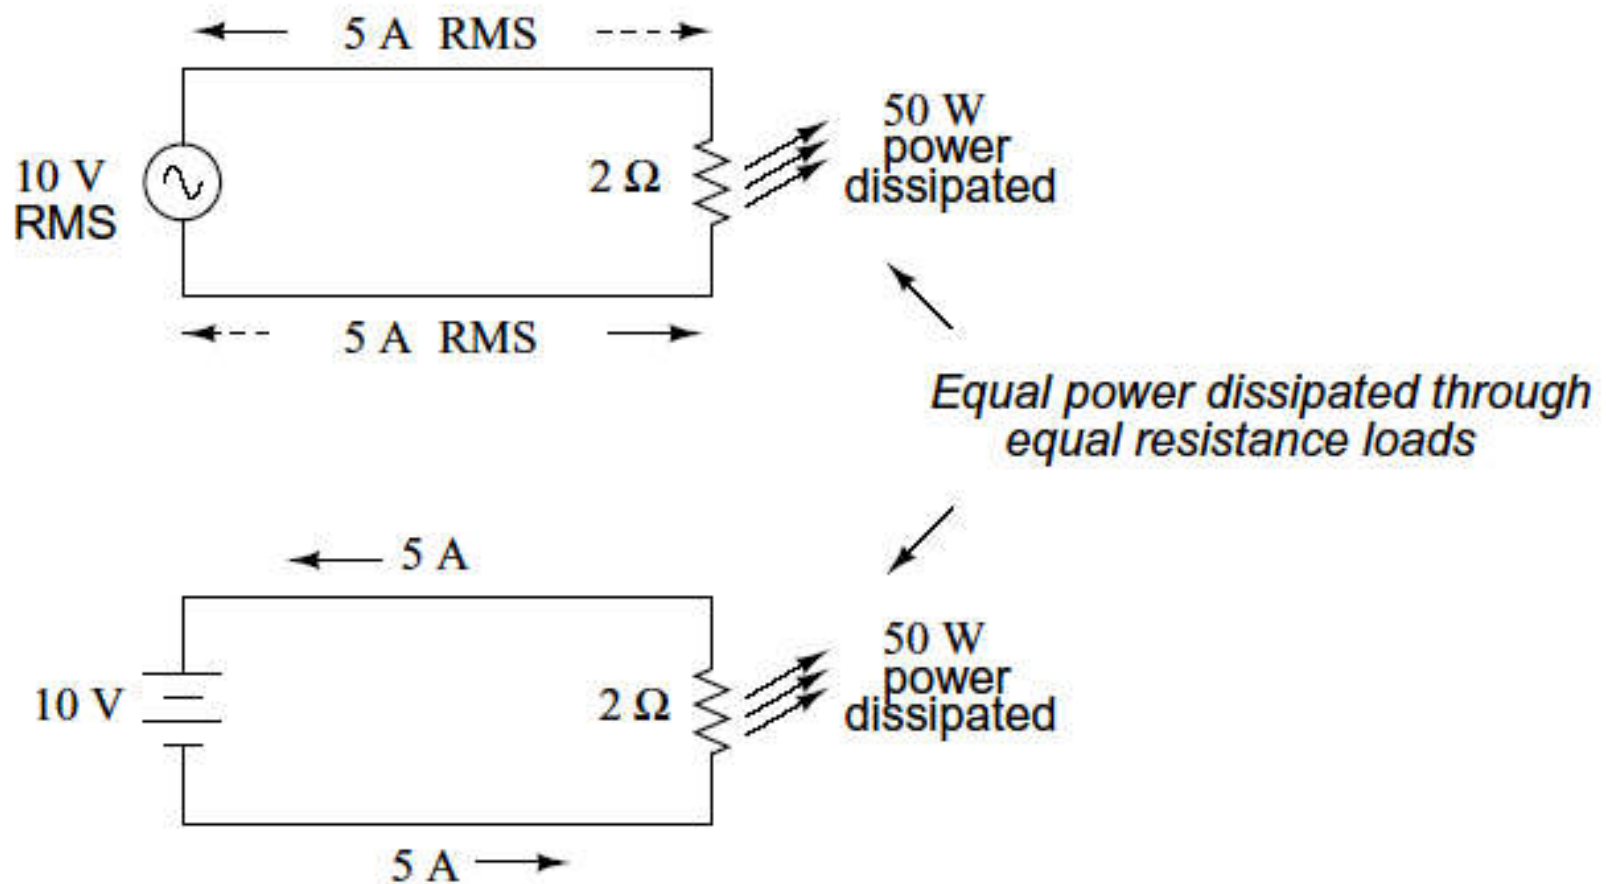 5 A RMS
10 V
RMS
2 Ω
50 W
power
dissipated
5 A RMS
Equal power dissipated through
equal resistance loads
5 A
10 V
2 Ω
50 W
power
dissipated
5 A